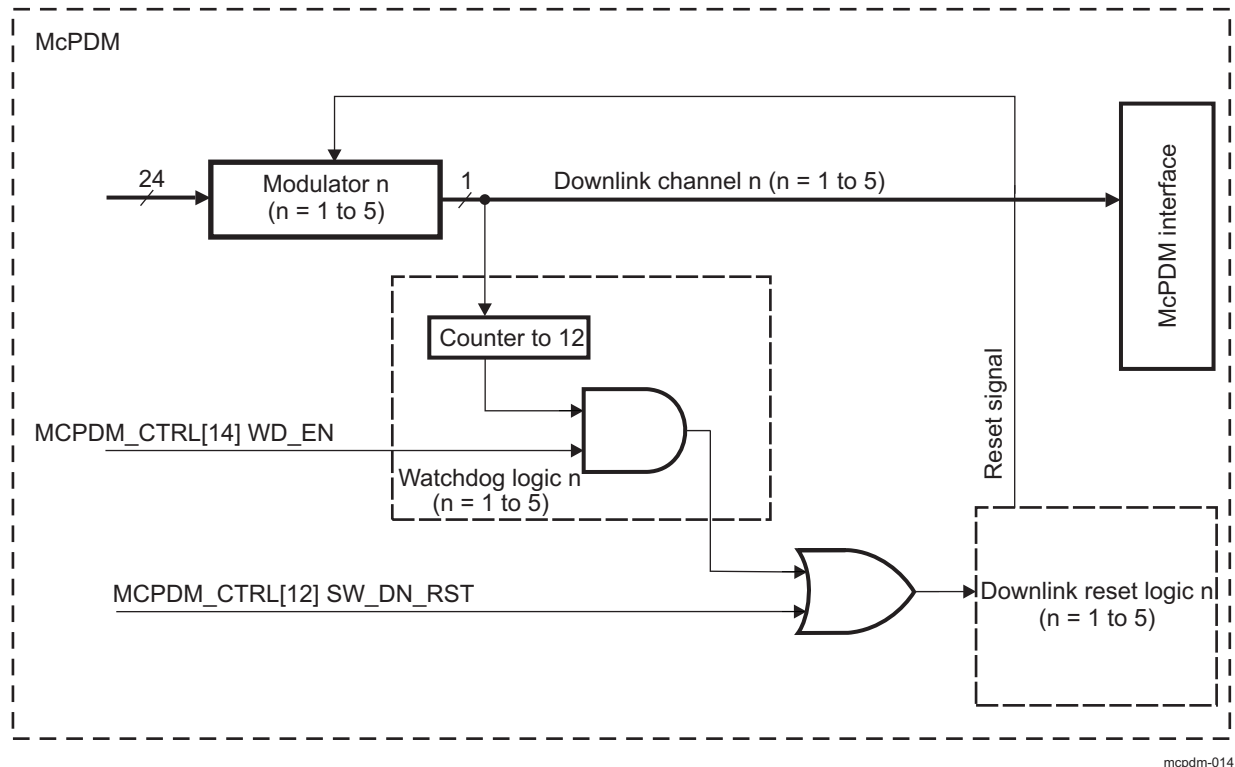 McPDM
24
Modulator n
(n = 1 to 5)
1
Downlink channel n (n = 1 to 5)
McPDM interface
Counter to 12
MCPDM_CTRL[14] WD_EN
Watchdog logic n
(n = 1 to 5)
Reset signal
MCPDM_CTRL[12] SW_DN_RST
Downlink reset logic n
(n = 1 to 5)
mcpdm-014